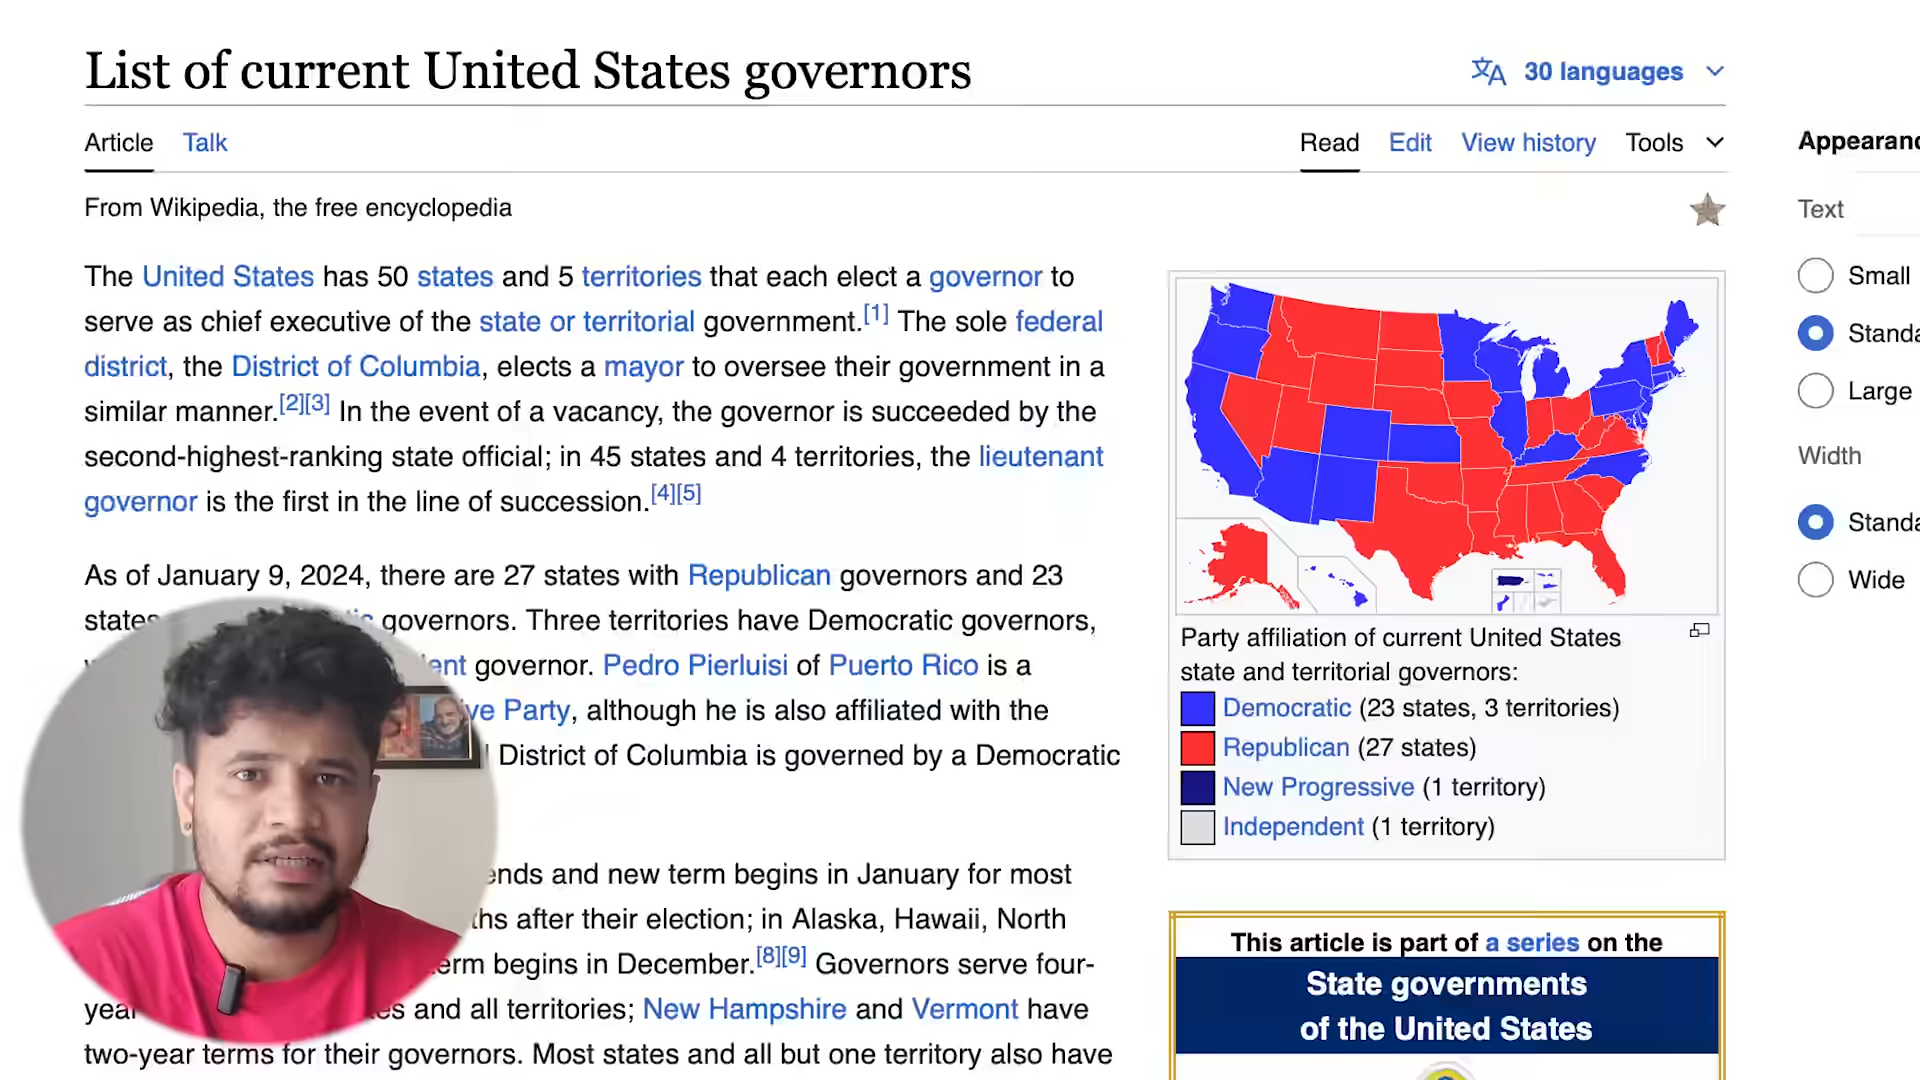 List of current United States governors
30 languages
Article Talk
Read Edit View history Tools
From Wikipedia, the free encyclopedia
The United States has 50 states and 5 territories that each elect a governor to
serve as chief executive of the state or territorial government.[1] The sole federal
district, the District of Columbia, elects a mayor to oversee their government in a
similar manner.[2][3] In the event of a vacancy, the governor is succeeded by the
second-highest-ranking state official; in 45 states and 4 territories, the lieutenant
governor is the first in the line of succession.[4][5]
As of January 9, 2024, there are 27 states with Republican governors and 23
states governors. Three territories have Democratic governors,
governor. Pedro Pierluisi of Puerto Rico is a
Party, although he is also affiliated with the
District of Columbia is governed by a Democratic
ends and new term begins in January for most
after their election; in Alaska, Hawaii, North
begins in December.[8][9] Governors serve four-
and all territories; New Hampshire and Vermont have
two-year terms for their governors. Most states and all but one territory also have
Party affiliation of current United States
state and territorial governors:
Democratic (23 states, 3 territories)
Republican (27 states)
New Progressive (1 territory)
Independent (1 territory)
This article is part of a series on the
State governments
of the United States
Appearanc
Text
Small
Standa
Large
Width
Standa
Wide